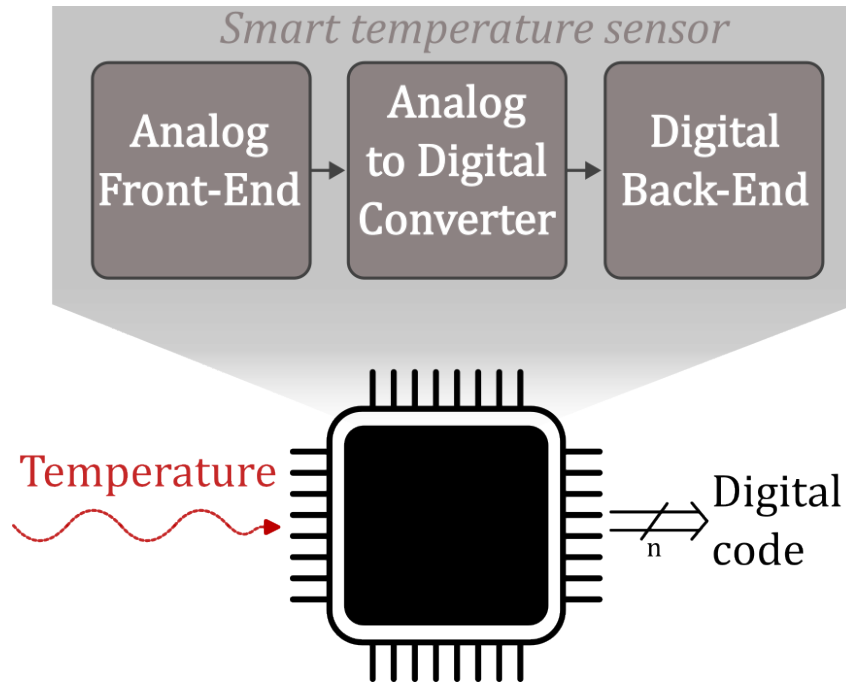 Smart temperature sensor
Analog
Front-End
Analog
to Digital
Converter
Digital
Back-End
Temperature
Digital
code
n